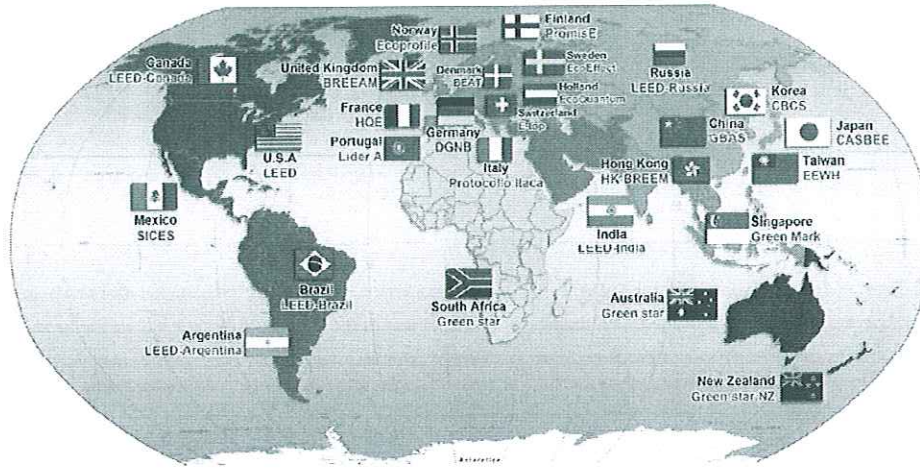 Finland
PromisE
Norway
Ecoprofile
Sweden
EcoEffect
Canada
LEED-Canada
United Kingdom
BREEAM
Denmark
BEAT
Russia
LEED-Russia
Holland
EcoQuantum
Korea
CBCS
France
HQE
Switzerland
Germany
DGNB
China
GBAS
Japan
CASBEE
U.S.A
LEED
Portugal
Lider A
Italy
Protocollo Itaca
Hong Kong
HK BREEM
Taiwan
EEWH
Mexico
SICES
India
LEED-India
Singapore
Green Mark
Brazil
LEED-Brazil
South Africa
Green star
Australia
Green star
Argentina
LEED-Argentina
New Zealand
Green star-NZ
Antarctica